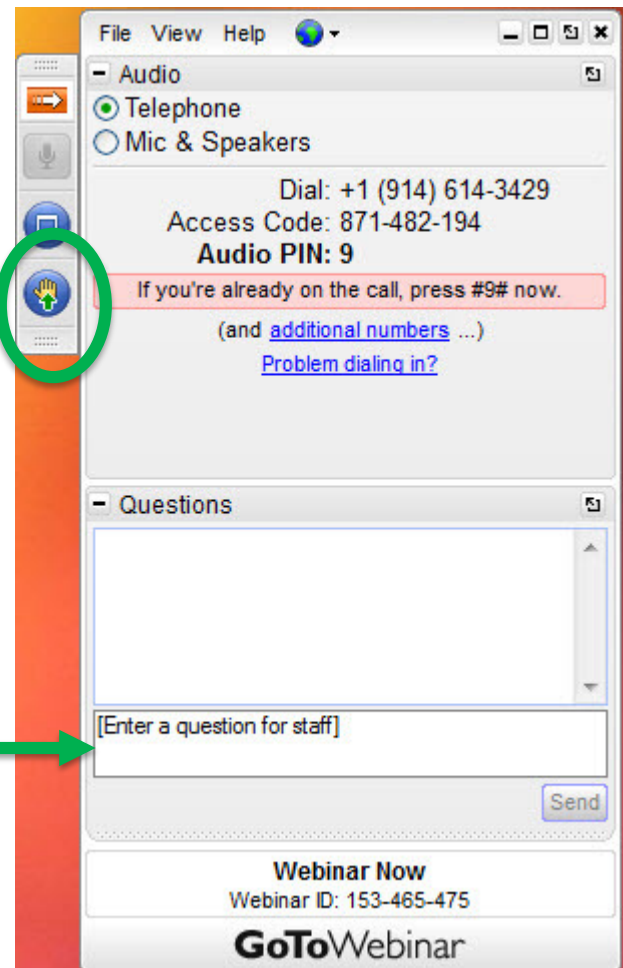 File View Help
Audio
Telephone
Mic & Speakers
Dial: +1 (914) 614-3429
Access Code: 871-482-194
Audio PIN: 9
If you're already on the call, press #9# now.
(and additional numbers ...)
Problem dialing in?
Questions
[Enter a question for staff]
Send
Webinar Now
Webinar ID: 153-465-475
GoToWebinar